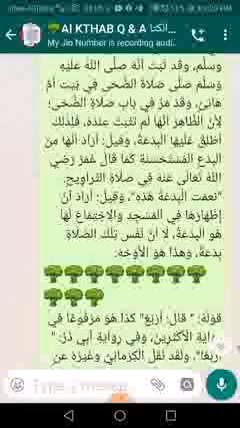 AI KTHAB Q & A الكتا...
My Jio Number is recording audi...
وسلم، وقد ثبت أنه صلى الله عليه
وسلم صلى صلاة الضحى في بيت أم
هانئ، وقد مر في باب صلاة الضحى؛
لأن الظاهر أنها لم تثبت عنده، فلذلك
أطلق عليها البدعة، وقيل: أراد أنها من
البدع المستحسنة كما قال عمر رضي
الله تعالى عنه في صلاة التراويح.
"نعمت البدعة هذه"، وقيل: أراد أن
إظهارها في المسجد والاجتماع لها
هو البدعة، لا أن نفس تلك الصلاة
بدعة، وهذا هو الأوجه.
قوله: " قال: أربع" كذا هو مرفوعا في
رواية الأكثرين، وفي رواية أبي ذر: "
أربعا"، ولقد نقل الكرماني وغيره عن
Type a message